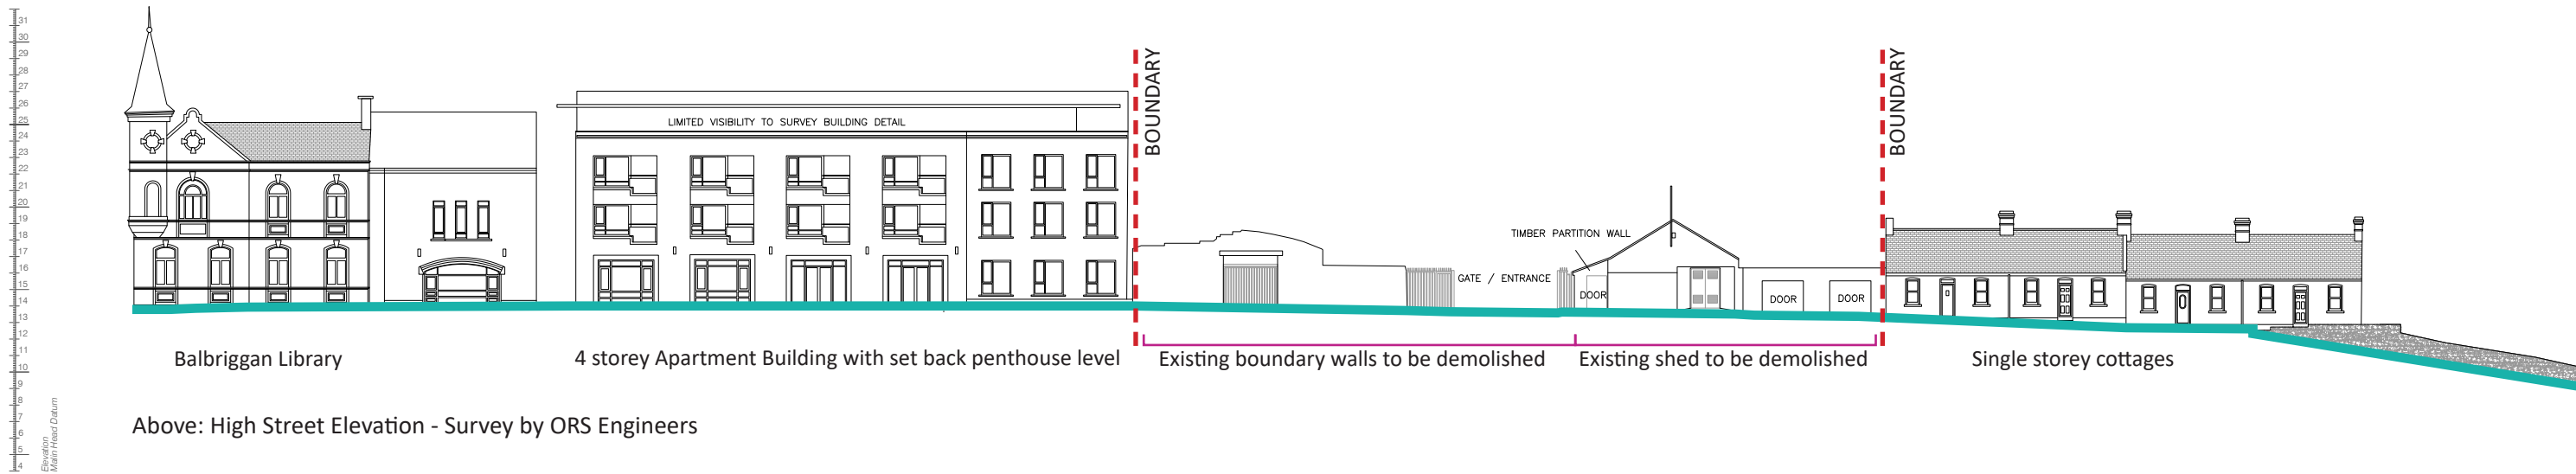 31
30
29
28
27
26
25
24
23
22
21
20
19
18
17
16
15
14
13
12
11
10
9
8
7
6
5
4
Elevation
Malin Head Datum
LIMITED VISIBILITY TO SURVEY BUILDING DETAIL
BOUNDARY
BOUNDARY
TIMBER PARTITION WALL
GATE / ENTRANCE
DOOR
DOOR
DOOR
Balbriggan Library
4 storey Apartment Building with set back penthouse level
Existing boundary walls to be demolished
Existing shed to be demolished
Single storey cottages
Above: High Street Elevation - Survey by ORS Engineers